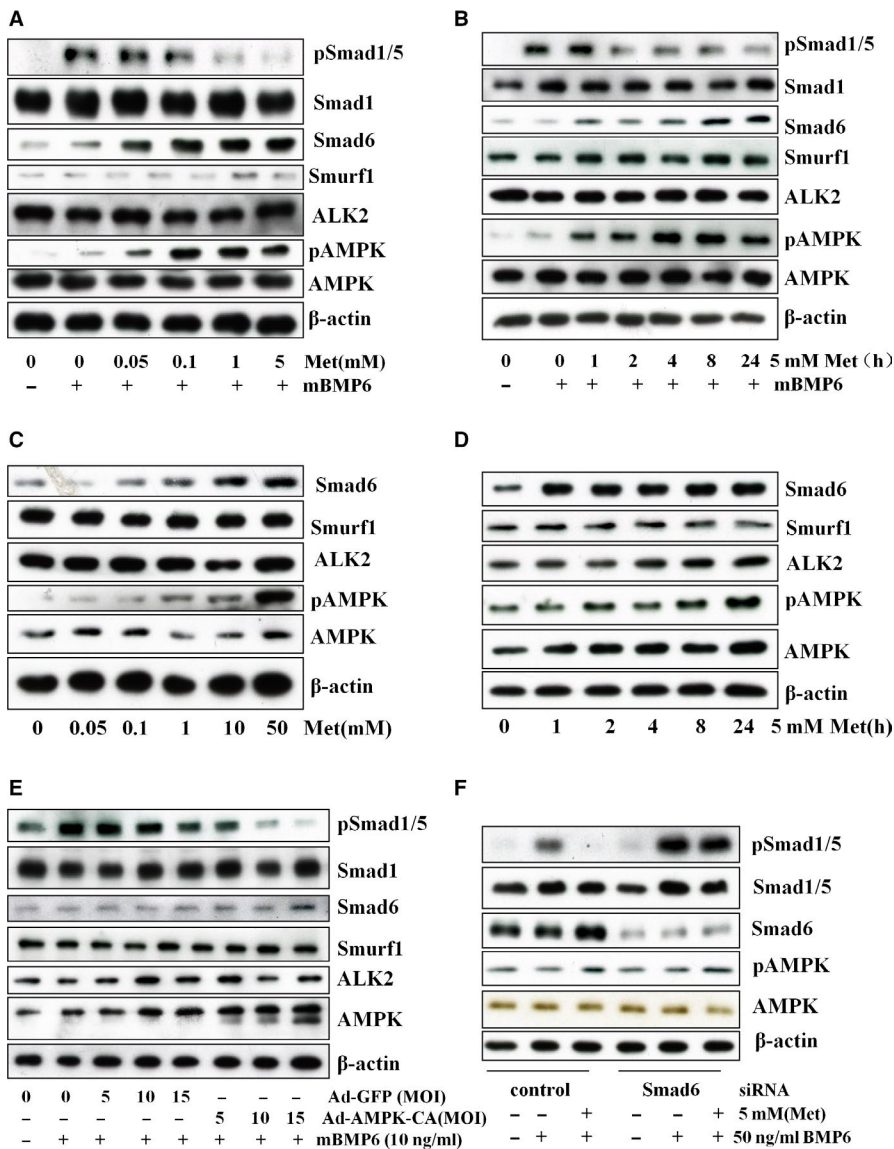 A
pSmad1/5
Smad1
Smad6
Smurf1
ALK2
pAMPK
AMPK
β-actin
0 0 0.05 0.1 1 5 Met(mM)
– + + + + + mBMP6
B
pSmad1/5
Smad1
Smad6
Smurf1
ALK2
pAMPK
AMPK
β-actin
0 0 1 2 4 8 24 5 mM Met (h)
– + + + + + + mBMP6
C
Smad6
Smurf1
ALK2
pAMPK
AMPK
β-actin
0 0.05 0.1 1 10 50 Met(mM)
D
Smad6
Smurf1
ALK2
pAMPK
AMPK
β-actin
0 1 2 4 8 24 5 mM Met(h)
E
pSmad1/5
Smad1
Smad6
Smurf1
ALK2
AMPK
β-actin
0 0 5 10 15 – – – Ad-GFP (MOI)
– – – – – 5 10 15 Ad-AMPK-CA(MOI)
– + + + + + + + mBMP6 (10 ng/ml)
F
pSmad1/5
Smad1/5
Smad6
pAMPK
AMPK
β-actin
control Smad6 siRNA
– – + – – + 5 mM(Met)
– + + – + + 50 ng/ml BMP6